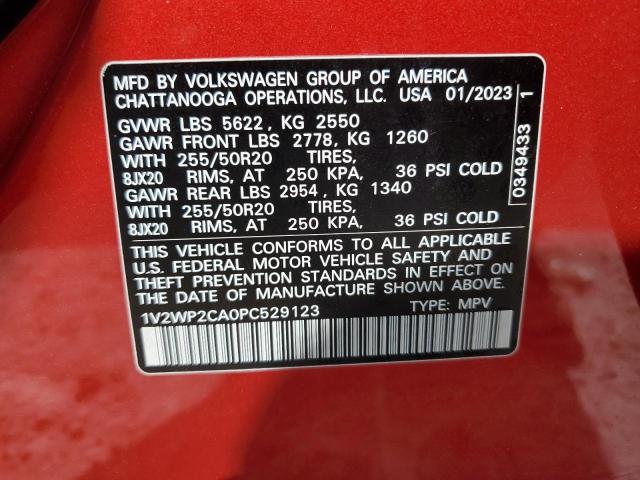 MFD BY VOLKSWAGEN GROUP OF AMERICA
CHATTANOOGA OPERATIONS, LLC. USA 01/2023
GVWR LBS 5622, KG 2550
GAWR FRONT LBS 2778, KG 1260
WITH 255/50R20 TIRES,
8JX20 RIMS, AT 250 KPA, 36 PSI COLD
GAWR REAR LBS 2954, KG 1340
WITH 255/50R20 TIRES,
8JX20 RIMS, AT 250 KPA, 36 PSI COLD
THIS VEHICLE CONFORMS TO ALL APPLICABLE
U.S. FEDERAL MOTOR VEHICLE SAFETY AND
THEFT PREVENTION STANDARDS IN EFFECT ON
THE DATE OF MANUFACTURE SHOWN ABOVE.
1V2WP2CA0PC529123 TYPE: MPV
0349433 1